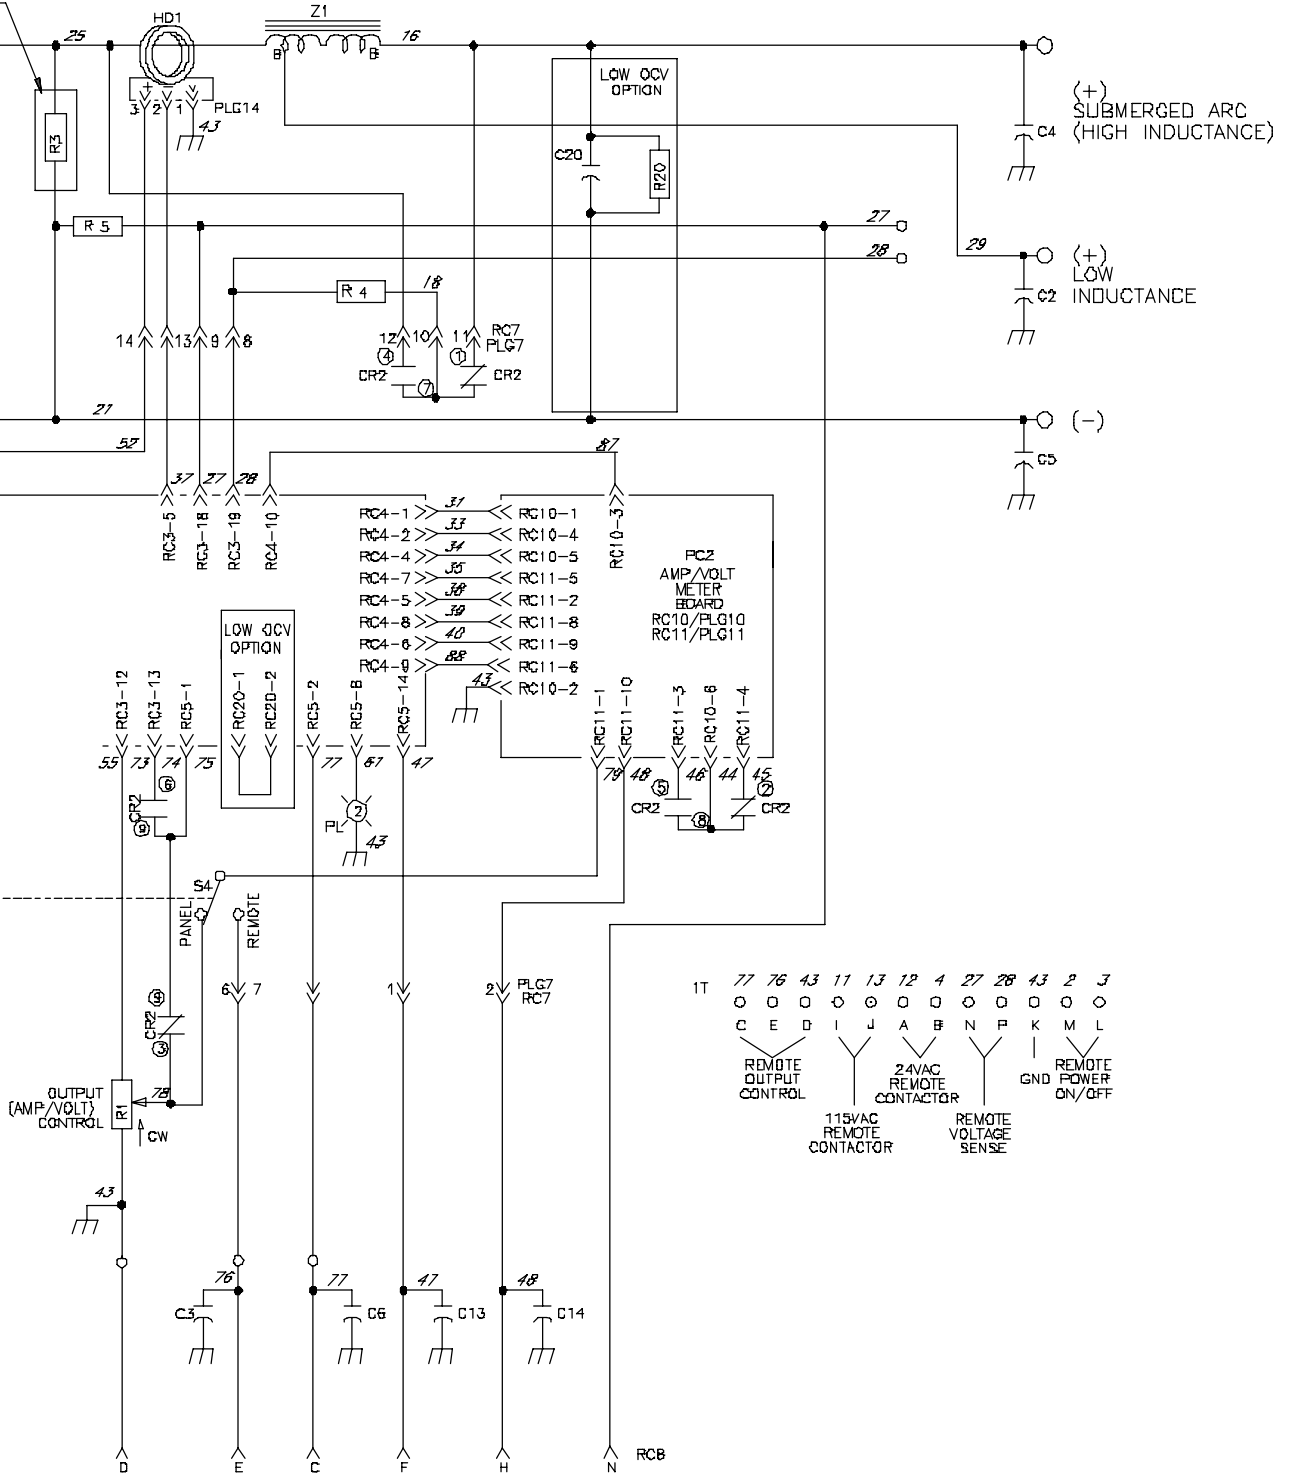 HD1
Z1
25
16
B
B
+ – v
3 2 1 PLG14
43
R3
LOW OCV
OPTION
C20
R20
C4
(+)
SUBMERGED ARC
(HIGH INDUCTANCE)
R 5
27
28
29
(+)
LOW
INDUCTANCE
C2
18
R 4
14
13
9
8
12
10
11
RC7
PLG7
4
1
CR2
CR2
7
21
52
(–)
C5
87
37
27
28
RC3-5
RC3-18
RC3-19
RC4-10
RC10-3
RC4-1 31 RC10-1
RC4-2 33 RC10-4
RC4-4 34 RC10-5
RC4-7 35 RC11-5
RC4-5 38 RC11-2
RC4-8 39 RC11-8
RC4-6 40 RC11-9
RC4-9 88 RC11-6
43 RC10-2
PC2
AMP/VOLT
METER
BOARD
RC10/PLG10
RC11/PLG11
LOW OCV
OPTION
RC3-12
RC3-13
RC5-1
RC20-1
RC20-2
RC5-2
RC5-8
RC5-14
RC11-1
RC11-10
RC11-3
RC10-6
RC11-4
55
73
74
75
77
61
47
79
48
46
44
45
6
CR2
9
2
PL
43
5
CR2
8
2
CR2
S4
PANEL
REMOTE
6
7
1
2
PLG7
RC7
CR2
3
78
OUTPUT
(AMP/VOLT)
CONTROL
R1
CW
43
1T
77 76 43 11 13 12 4 27 28 43 2 3
C E D I J A B N P K M L
REMOTE
OUTPUT
CONTROL
115VAC
REMOTE
CONTACTOR
24VAC
REMOTE
CONTACTOR
REMOTE
VOLTAGE
SENSE
GND
REMOTE
POWER
ON/OFF
76
77
47
48
C3
C6
C13
C14
D
E
C
F
H
N
RC8